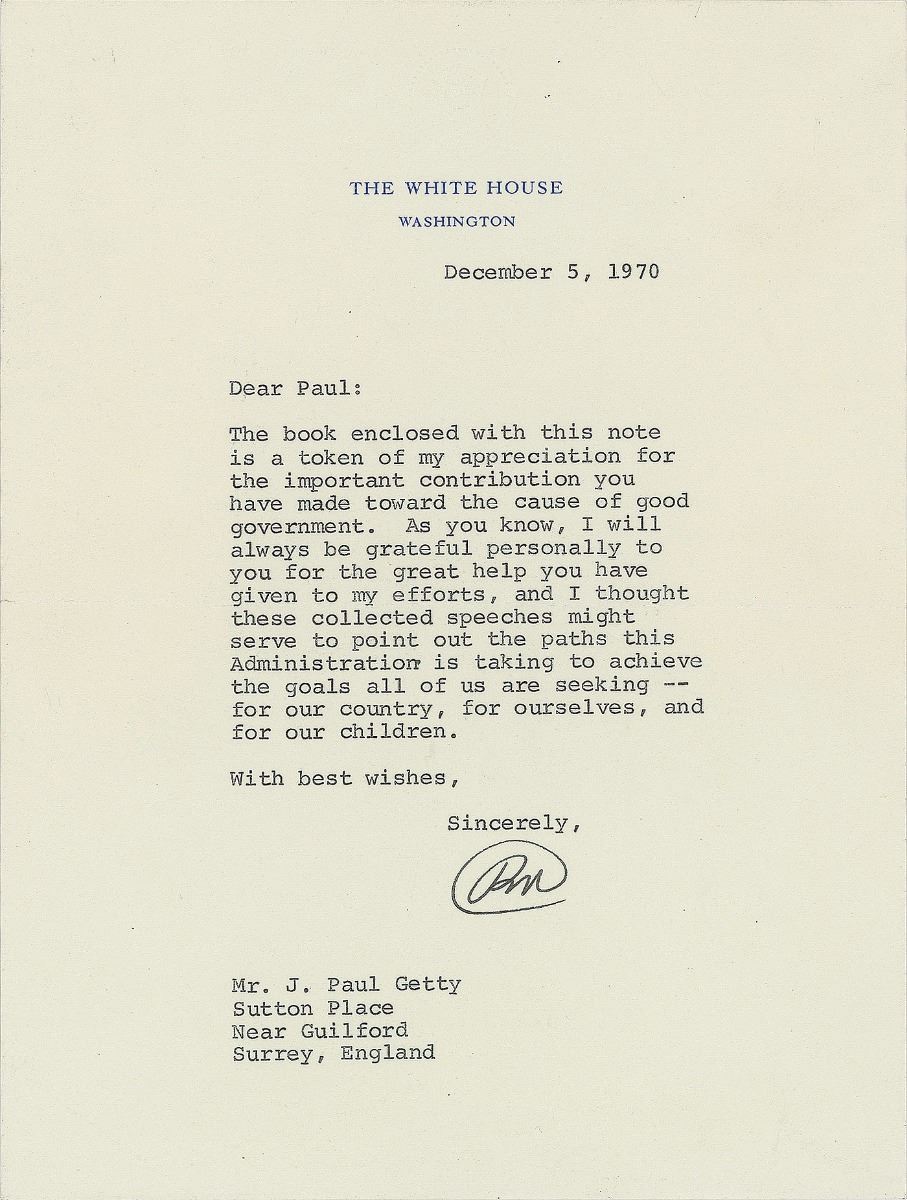 THE WHITE HOUSE
WASHINGTON
December 5, 1970
Dear Paul:
The book enclosed with this note
is a token of my appreciation for
the important contribution you
have made toward the cause of good
government.  As you know, I will
always be grateful personally to
you for the great help you have
given to my efforts, and I thought
these collected speeches might
serve to point out the paths this
Administration is taking to achieve
the goals all of us are seeking --
for our country, for ourselves, and
for our children.
With best wishes,
Sincerely,
RN
Mr. J. Paul Getty
Sutton Place
Near Guilford
Surrey, England